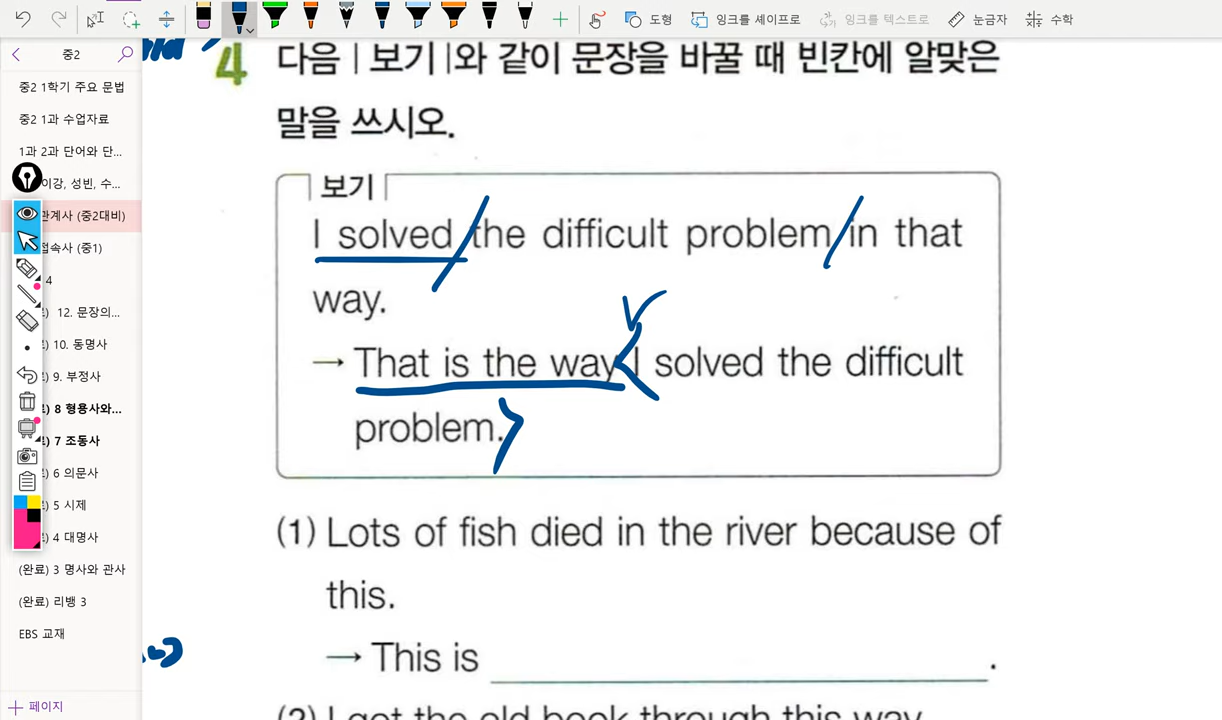 도형
잉크를 셰이프로
잉크를 텍스트로
눈금자
수학
중2
중2 1학기 주요 문법
중2 1과 수업자료
1과 2과 단어와 단...
이강, 성빈, 수...
관계사 (중2대비)
접속사 (중1)
4
) 12. 문장의...
) 10. 동명사
) 9. 부정사
) 8 형용사와...
) 7 조동사
) 6 의문사
) 5 시제
) 4 대명사
(완료) 3 명사와 관사
(완료) 리뱅 3
EBS 교재
페이지
4 다음 | 보기 |와 같이 문장을 바꿀 때 빈칸에 알맞은
말을 쓰시오.
보기
I solved the difficult problem in that
way.
→ That is the way I solved the difficult
problem.
(1) Lots of fish died in the river because of
this.
→ This is .
(2) I got the old book through this way.